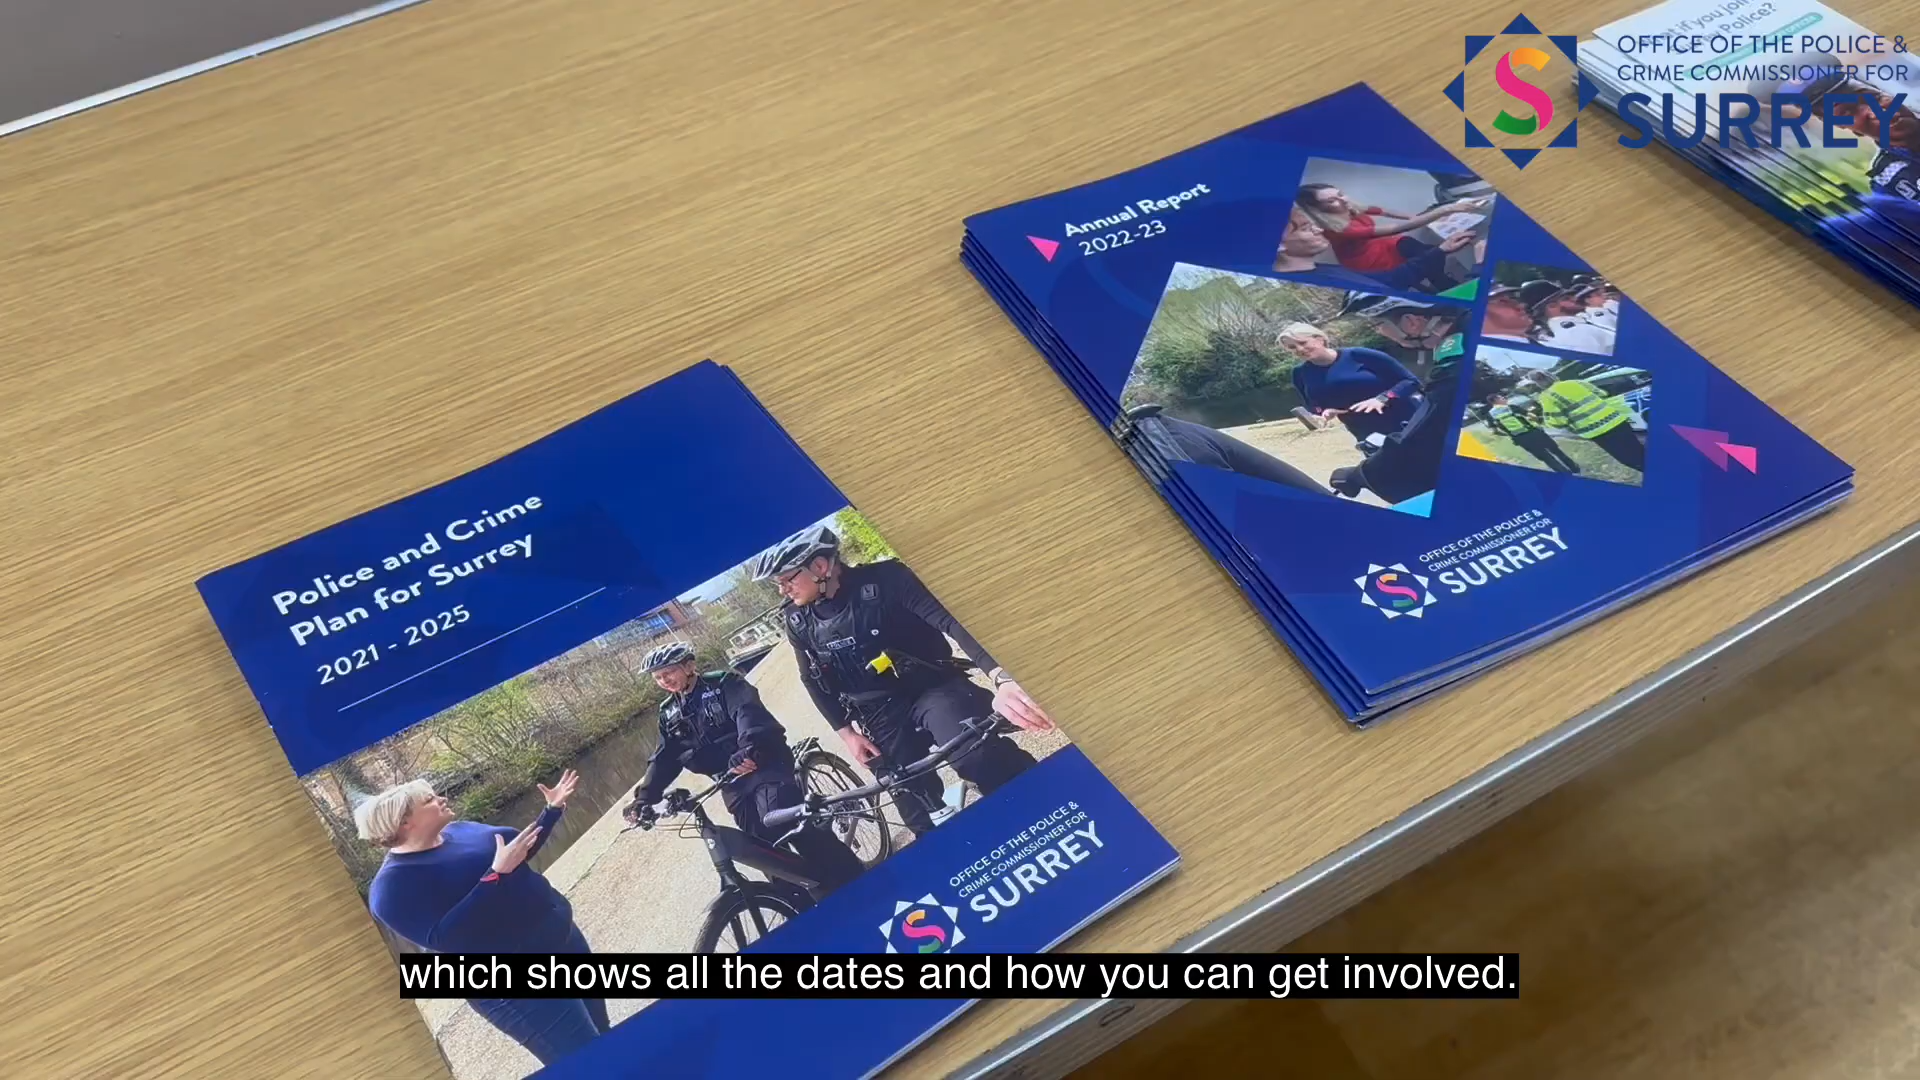 OFFICE OF THE POLICE &
CRIME COMMISSIONER FOR
SURREY
Police?
Annual Report
2022-23
OFFICE OF THE POLICE &
CRIME COMMISSIONER FOR
SURREY
Police and Crime
Plan for Surrey
2021 - 2025
OFFICE OF THE POLICE &
CRIME COMMISSIONER FOR
SURREY
which shows all the dates and how you can get involved.